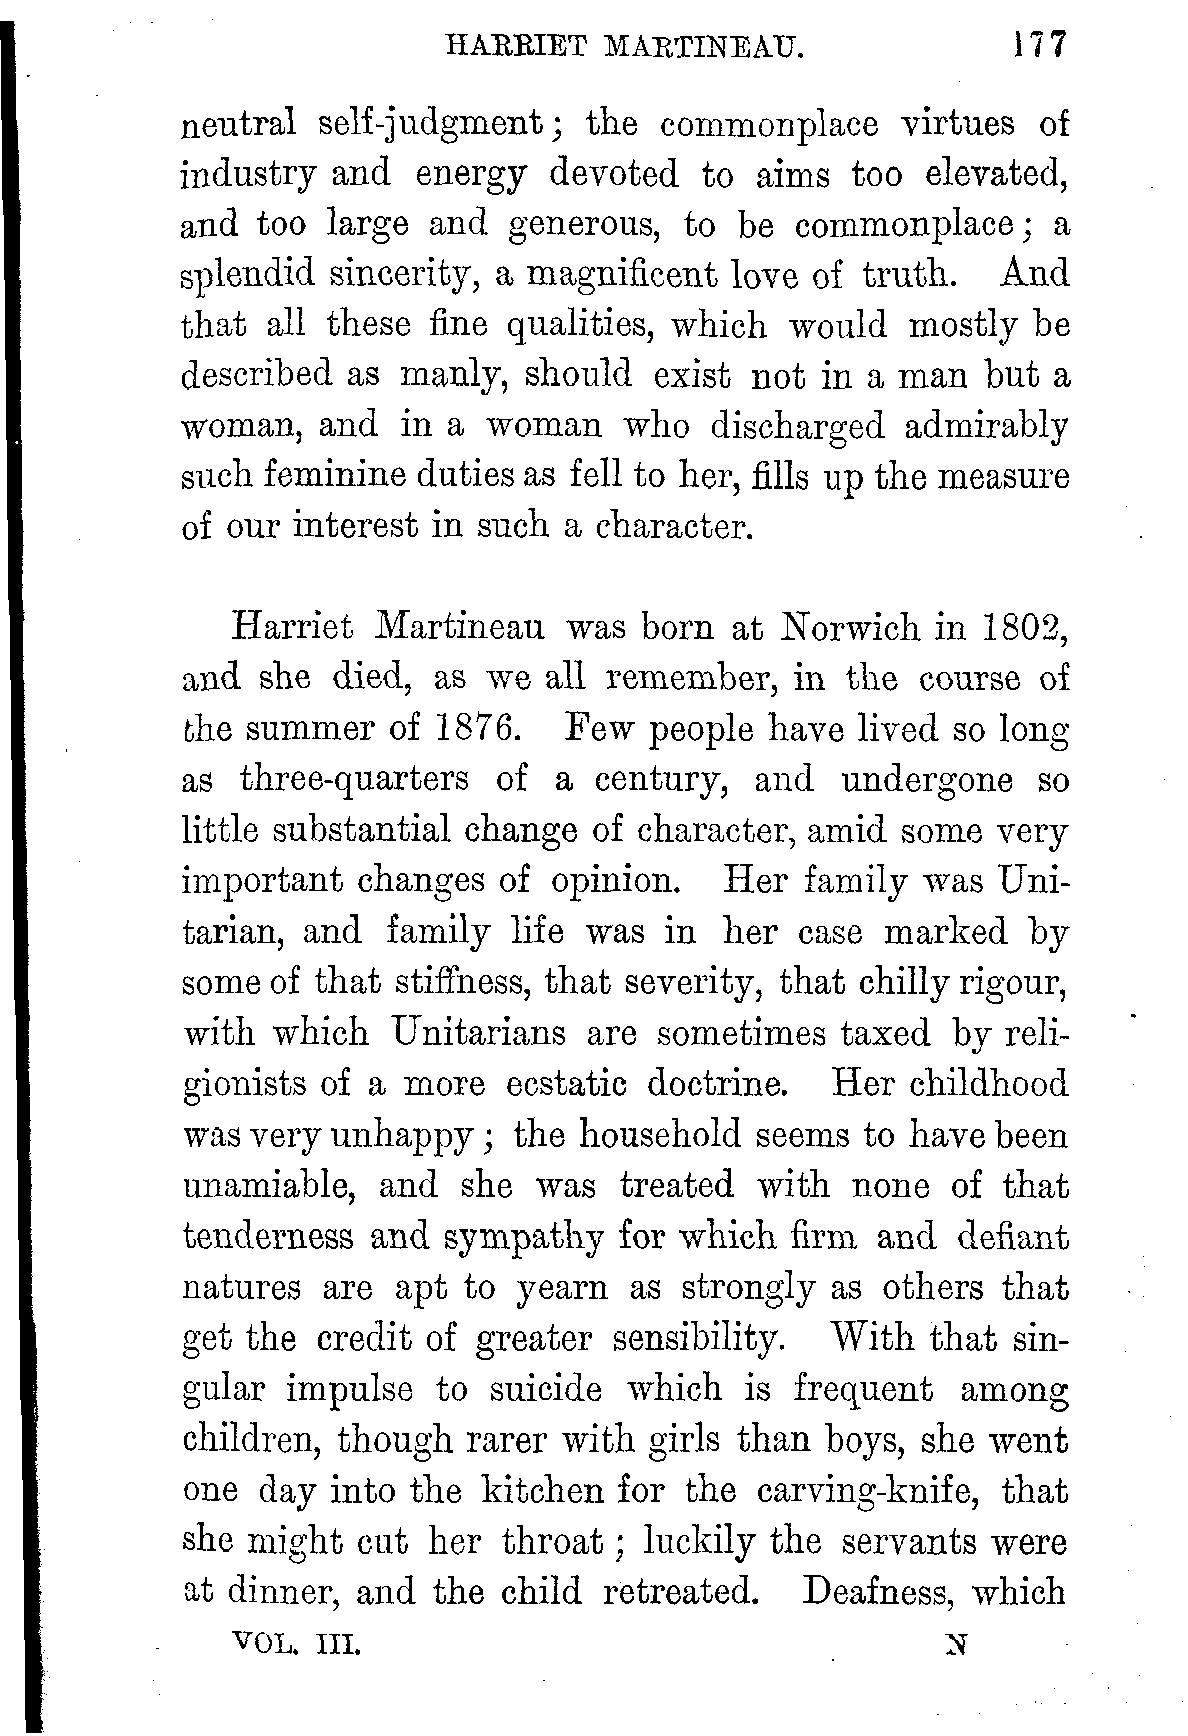 HARRIET MARTINEAU. 177
neutral self-judgment; the commonplace virtues of
industry and energy devoted to aims too elevated,
and too large and generous, to be commonplace; a
splendid sincerity, a magnificent love of truth. And
that all these fine qualities, which would mostly be
described as manly, should exist not in a man but a
woman, and in a woman who discharged admirably
such feminine duties as fell to her, fills up the measure
of our interest in such a character.
Harriet Martineau was born at Norwich in 1802,
and she died, as we all remember, in the course of
the summer of 1876. Few people have lived so long
as three-quarters of a century, and undergone so
little substantial change of character, amid some very
important changes of opinion. Her family was Uni-
tarian, and family life was in her case marked by
some of that stiffness, that severity, that chilly rigour,
with which Unitarians are sometimes taxed by reli-
gionists of a more ecstatic doctrine. Her childhood
was very unhappy; the household seems to have been
unamiable, and she was treated with none of that
tenderness and sympathy for which firm and defiant
natures are apt to yearn as strongly as others that
get the credit of greater sensibility. With that sin-
gular impulse to suicide which is frequent among
children, though rarer with girls than boys, she went
one day into the kitchen for the carving-knife, that
she might cut her throat; luckily the servants were
at dinner, and the child retreated. Deafness, which
VOL. III. N